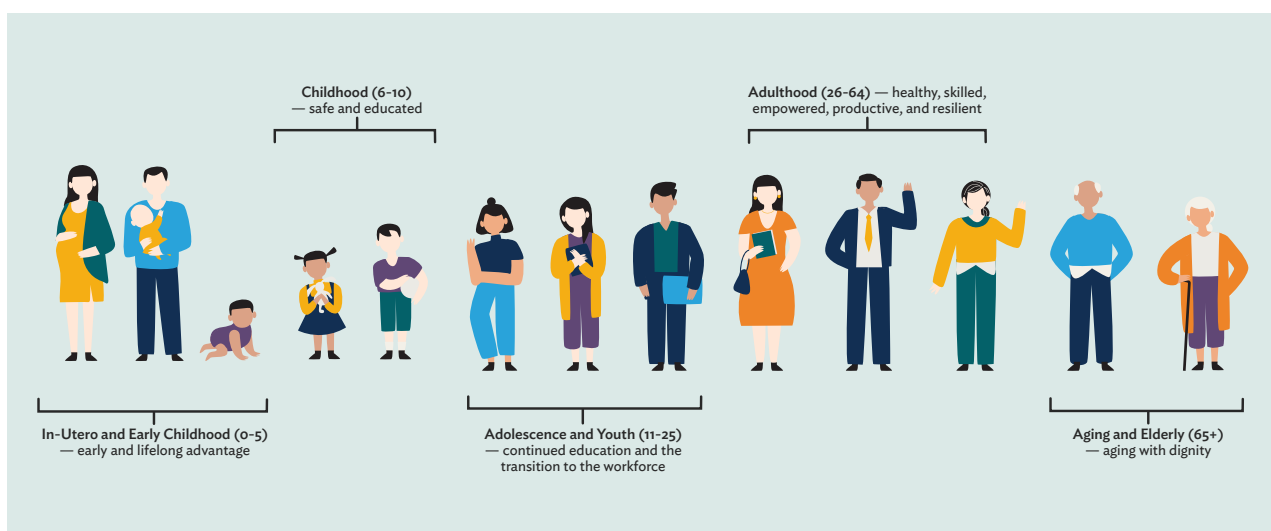 Childhood (6–10)
— safe and educated
Adulthood (26–64) — healthy, skilled,
empowered, productive, and resilient
In-Utero and Early Childhood (0–5)
— early and lifelong advantage
Adolescence and Youth (11–25)
— continued education and the
transition to the workforce
Aging and Elderly (65+)
— aging with dignity